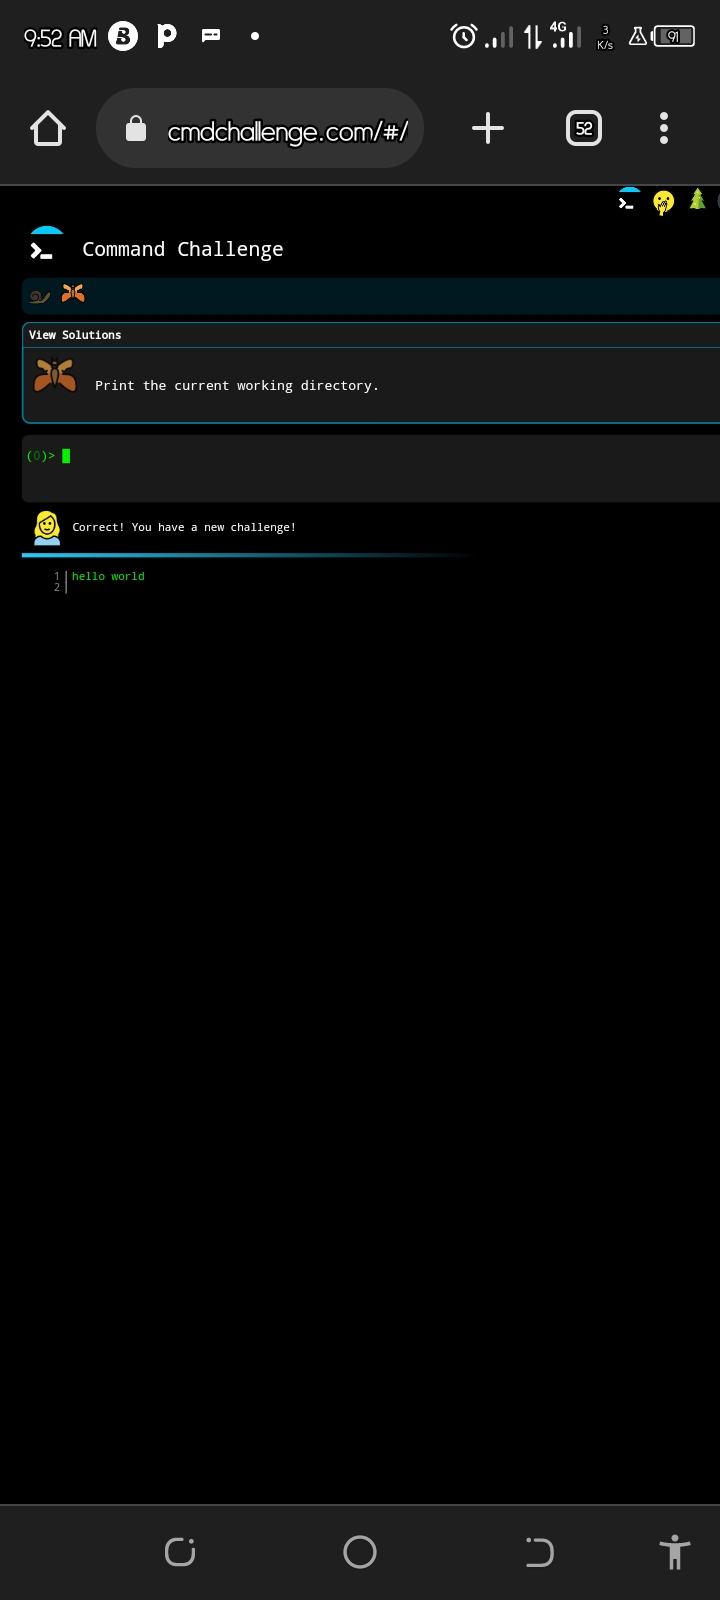 9:52 AM
4G
3
K/s
91
cmdchallenge.com/#/
52
Command Challenge
View Solutions
Print the current working directory.
(0)>
Correct! You have a new challenge!
1 hello world
2